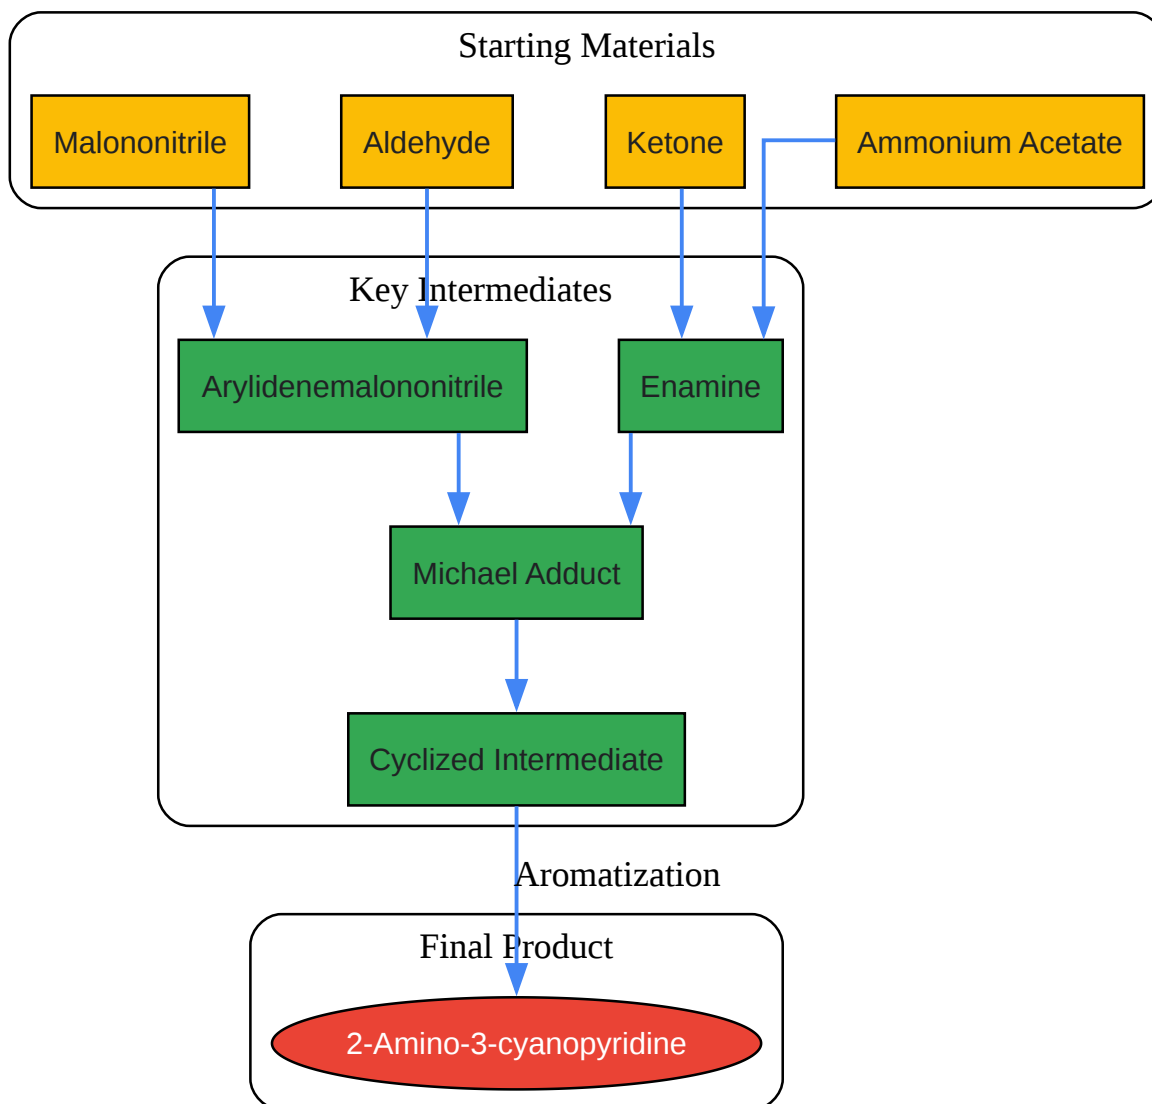 Starting Materials
Malononitrile
Aldehyde
Ketone
Ammonium Acetate
Key Intermediates
Arylidenemalononitrile
Enamine
Michael Adduct
Cyclized Intermediate
Aromatization
Final Product
2-Amino-3-cyanopyridine